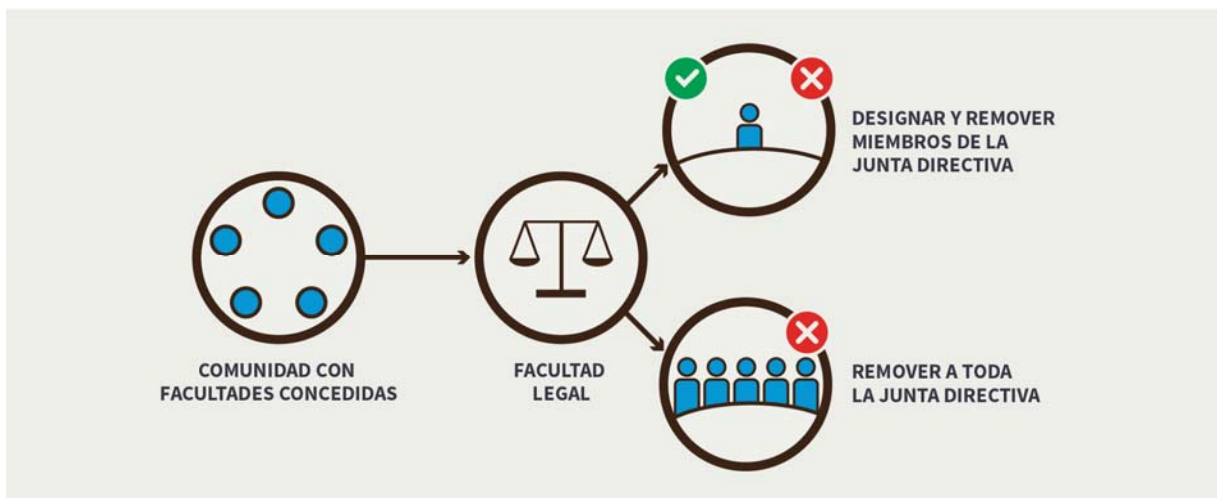 COMUNIDAD CON
FACULTADES CONCEDIDAS
FACULTAD
LEGAL
DESIGNAR Y REMOVER
MIEMBROS DE LA
JUNTA DIRECTIVA
REMOVER A TODA
LA JUNTA DIRECTIVA